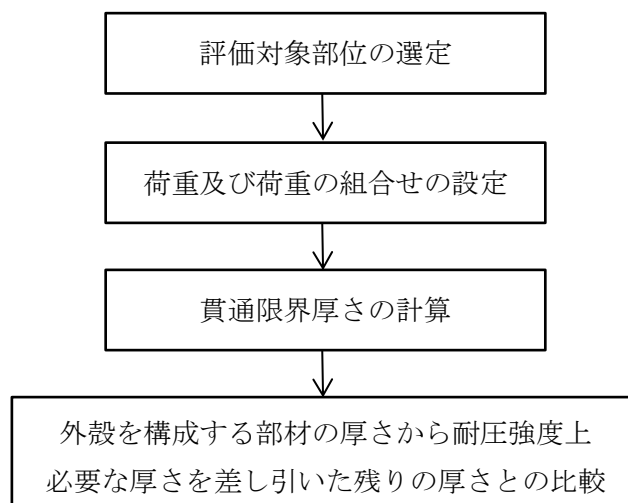 評価対象部位の選定
荷重及び荷重の組合せの設定
貫通限界厚さの計算
外殻を構成する部材の厚さから耐圧強度上
必要な厚さを差し引いた残りの厚さとの比較